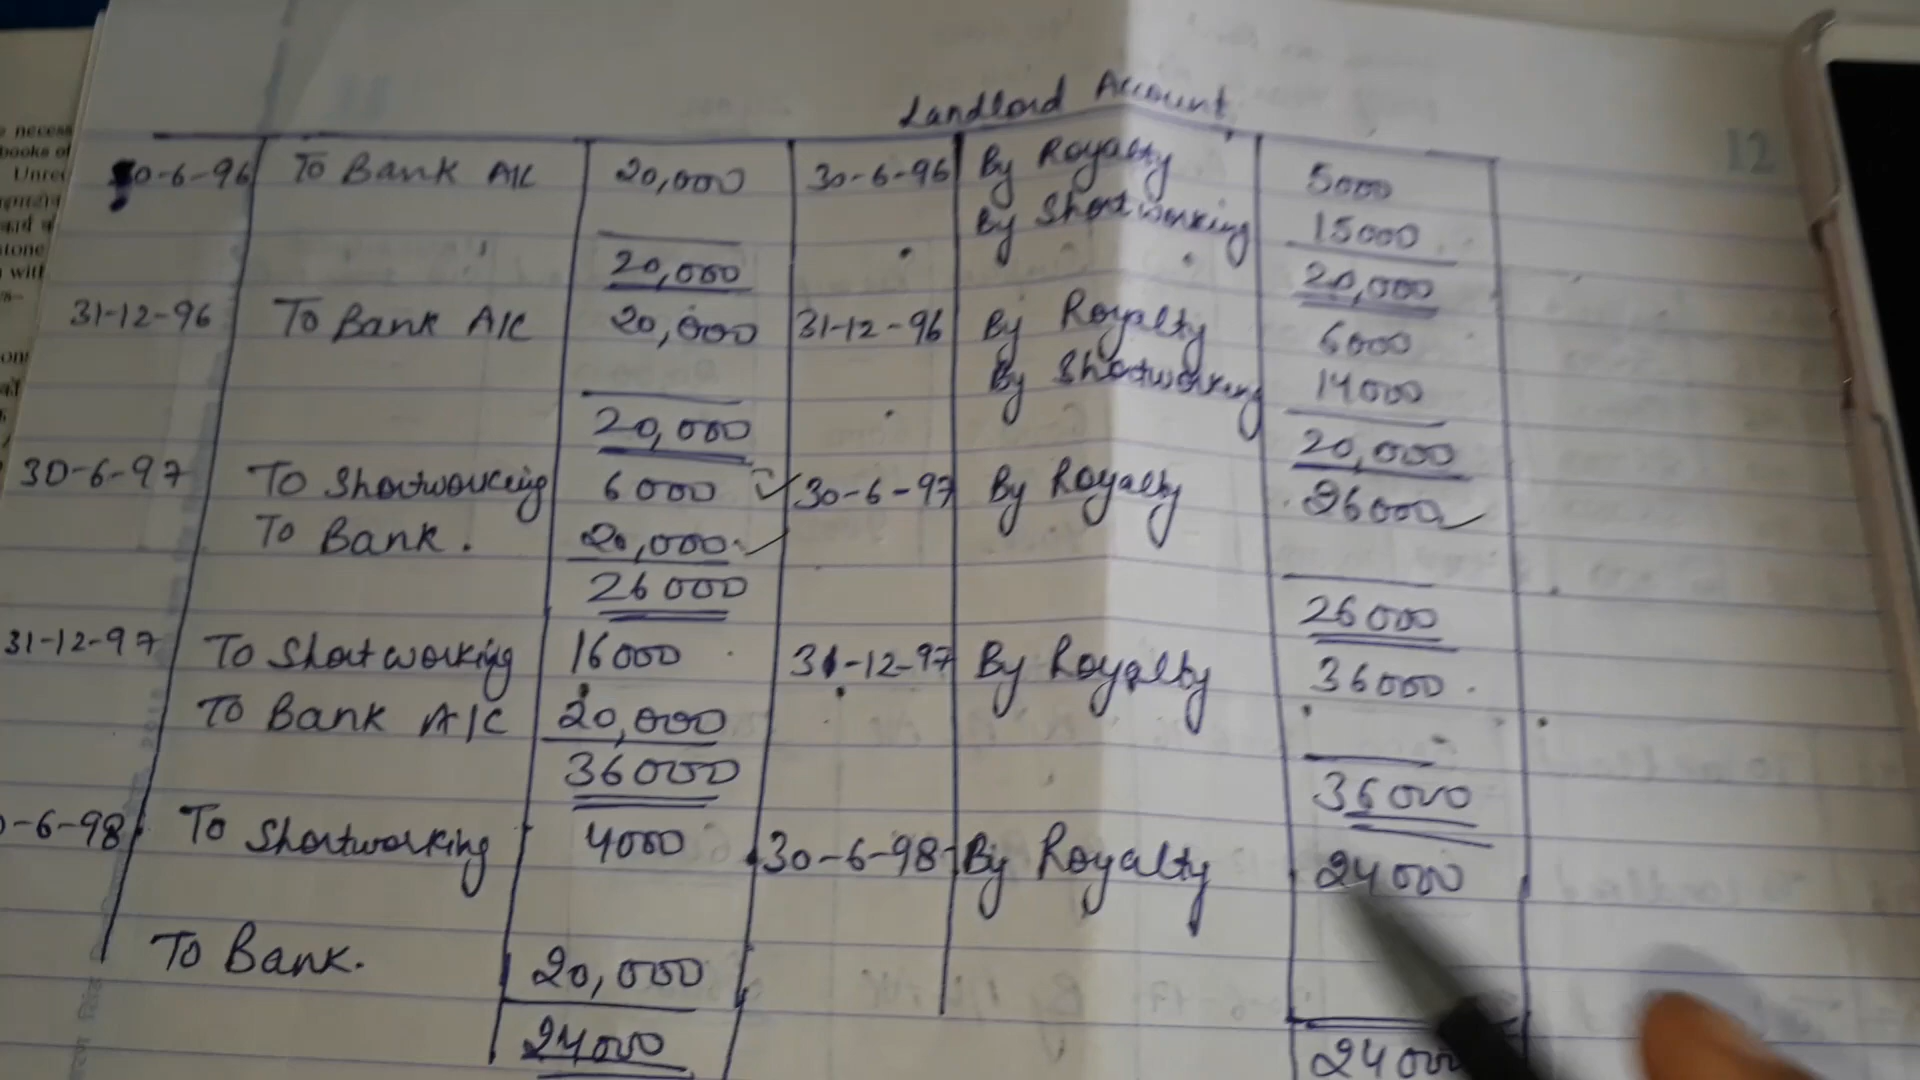 Landlord Account
12
30-6-96 To Bank A/C 20,000 30-6-96 By Royalty 5000
By Shortworking 15000
20,000 20,000
31-12-96 To Bank A/C 20,000 31-12-96 By Royalty 6000
By Shortworking 14000
20,000 20,000
30-6-97 To Shortworking 6000 30-6-97 By Royalty 26000
To Bank. 20,000
26000 26000
31-12-97 To Shortworking 16000 31-12-97 By Royalty 36000
To Bank A/C 20,000
36000 36000
-6-98 To Shortworking 4000 30-6-98 By Royalty 24000
To Bank. 20,000
24000 24000
necess
books of
with